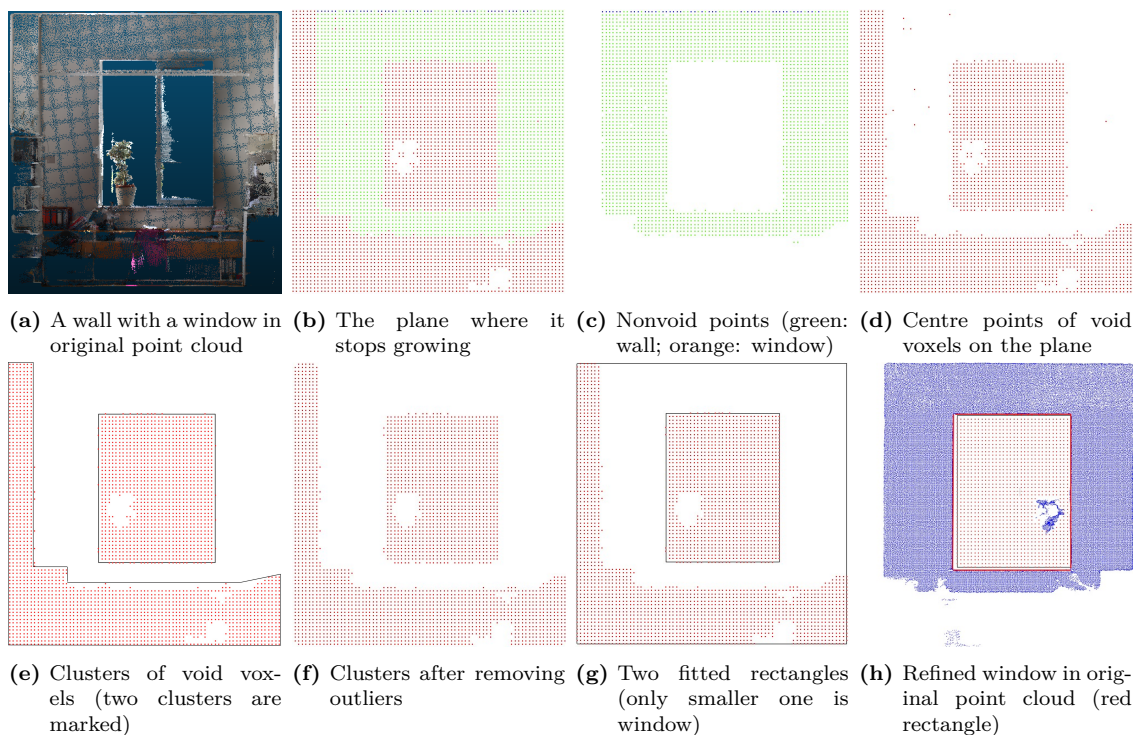 (a) A wall with a window in
original point cloud
(b) The plane where it
stops growing
(c) Nonvoid points (green:
wall; orange: window)
(d) Centre points of void
voxels on the plane
(e) Clusters of void vox-
els (two clusters are
marked)
(f) Clusters after removing
outliers
(g) Two fitted rectangles
(only smaller one is
window)
(h) Refined window in orig-
inal point cloud (red
rectangle)